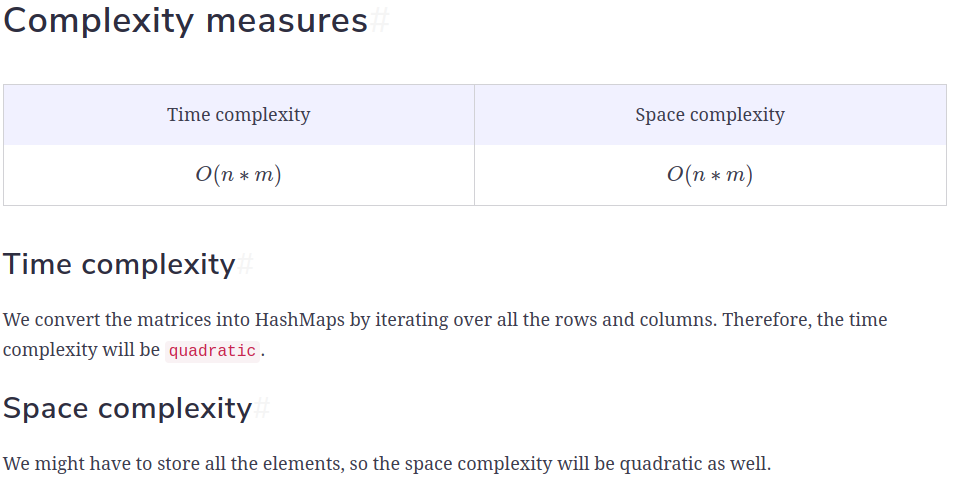 Complexity measures#
Time complexity
Space complexity
O(n * m)
O(n * m)
Time complexity#
We convert the matrices into HashMaps by iterating over all the rows and columns. Therefore, the time
complexity will be quadratic.
Space complexity#
We might have to store all the elements, so the space complexity will be quadratic as well.